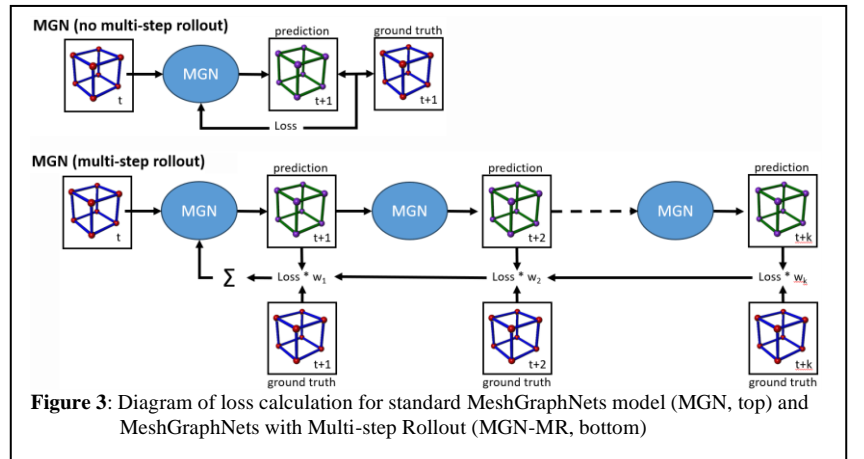 MGN (no multi-step rollout)
prediction
ground truth
t
MGN
t+1
t+1
Loss
MGN (multi-step rollout)
prediction
prediction
prediction
t
MGN
t+1
MGN
t+2
MGN
t+k
Σ
Loss * w₁
Loss * w₂
Loss * wₖ
t+1
t+2
t+k
ground truth
ground truth
ground truth
Figure 3: Diagram of loss calculation for standard MeshGraphNets model (MGN, top) and
MeshGraphNets with Multi-step Rollout (MGN-MR, bottom)